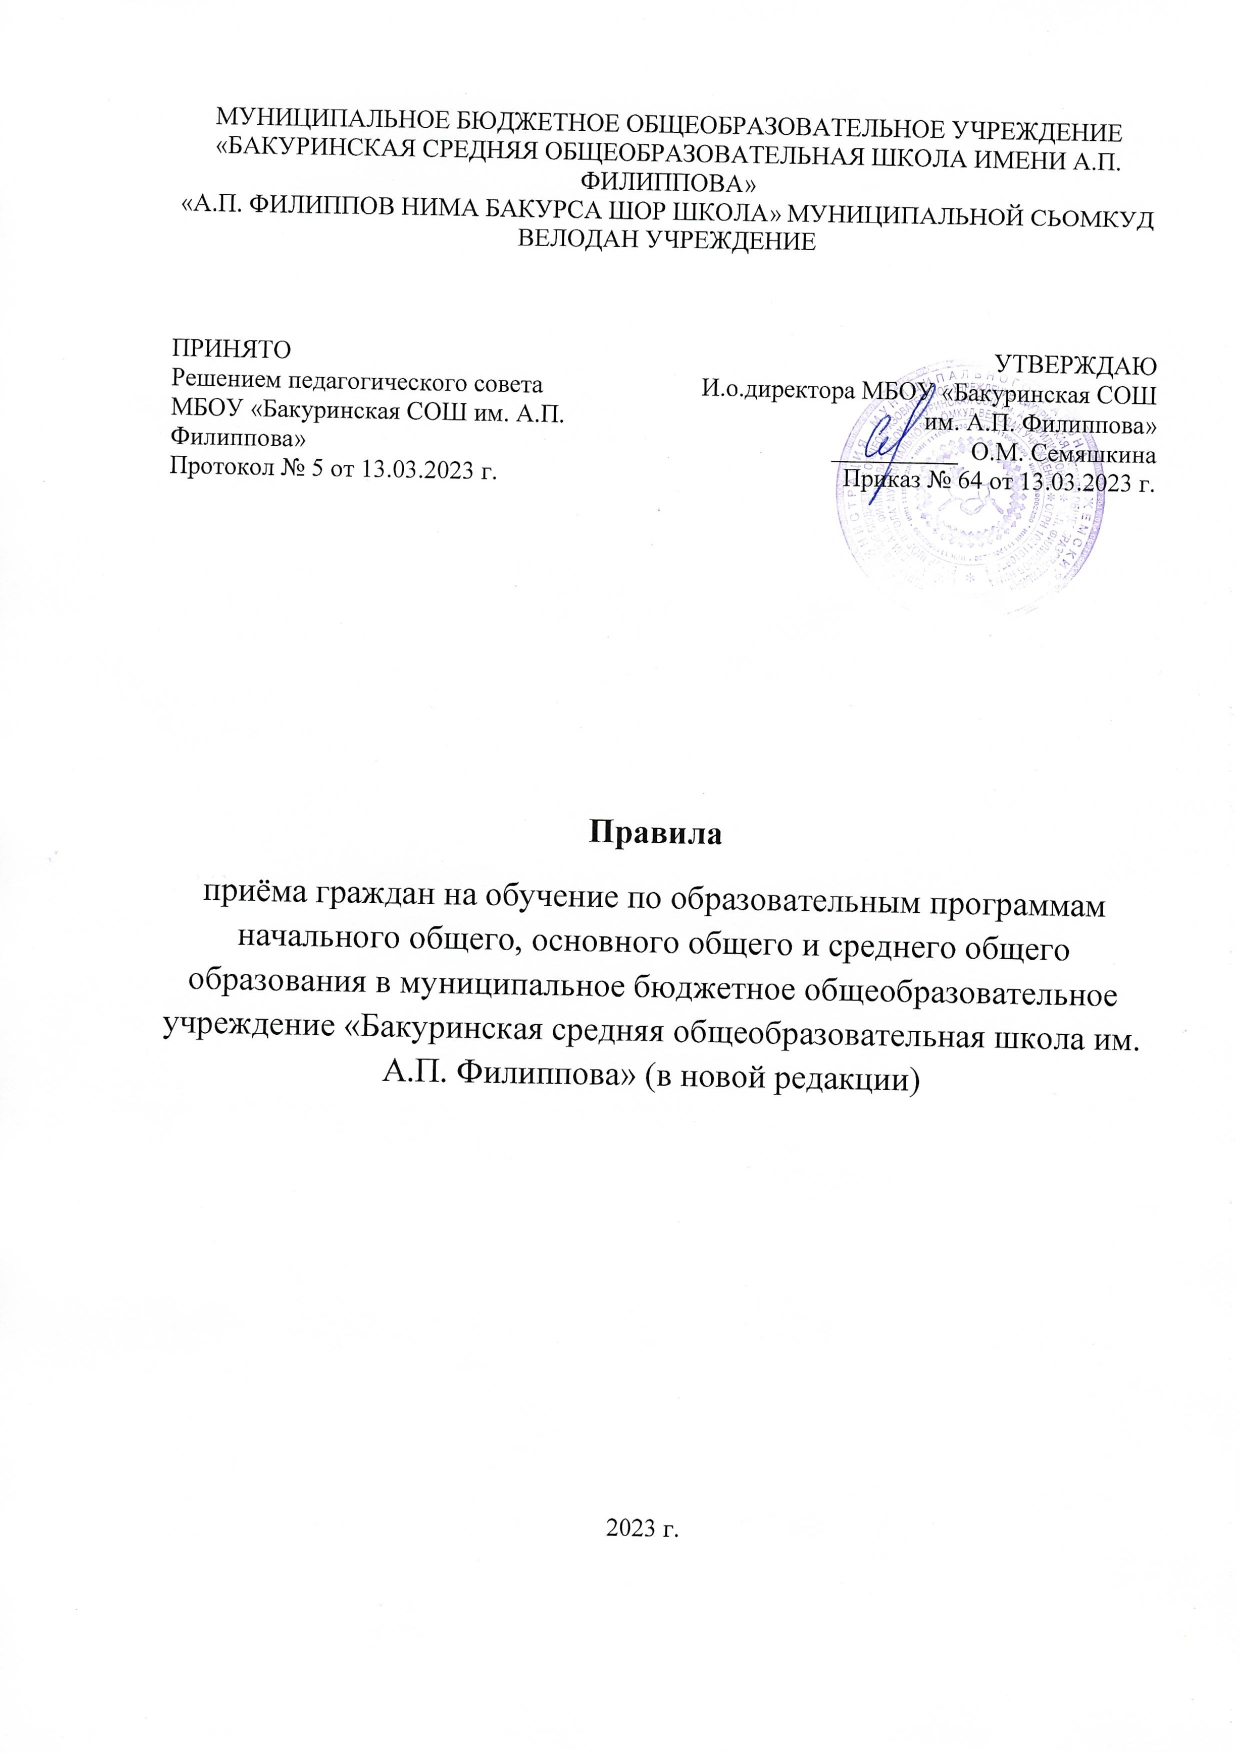 МУНИЦИПАЛЬНОЕ БЮДЖЕТНОЕ ОБЩЕОБРАЗОВАТЕЛЬНОЕ УЧРЕЖДЕНИЕ
«БАКУРИНСКАЯ СРЕДНЯЯ ОБЩЕОБРАЗОВАТЕЛЬНАЯ ШКОЛА ИМЕНИ А.П.
ФИЛИППОВА»
«А.П. ФИЛИППОВ НИМА БАКУРСА ШОР ШКОЛА» МУНИЦИПАЛЬНОЙ СЬОМКУД
ВЕЛОДАН УЧРЕЖДЕНИЕ
ПРИНЯТО
Решением педагогического совета
МБОУ «Бакуринская СОШ им. А.П.
Филиппова»
Протокол № 5 от 13.03.2023 г.
УТВЕРЖДАЮ
И.о.директора МБОУ «Бакуринская СОШ
им. А.П. Филиппова»
__________ О.М. Семяшкина
Приказ № 64 от 13.03.2023 г.
Правила
приёма граждан на обучение по образовательным программам
начального общего, основного общего и среднего общего
образования в муниципальное бюджетное общеобразовательное
учреждение «Бакуринская средняя общеобразовательная школа им.
А.П. Филиппова» (в новой редакции)
2023 г.